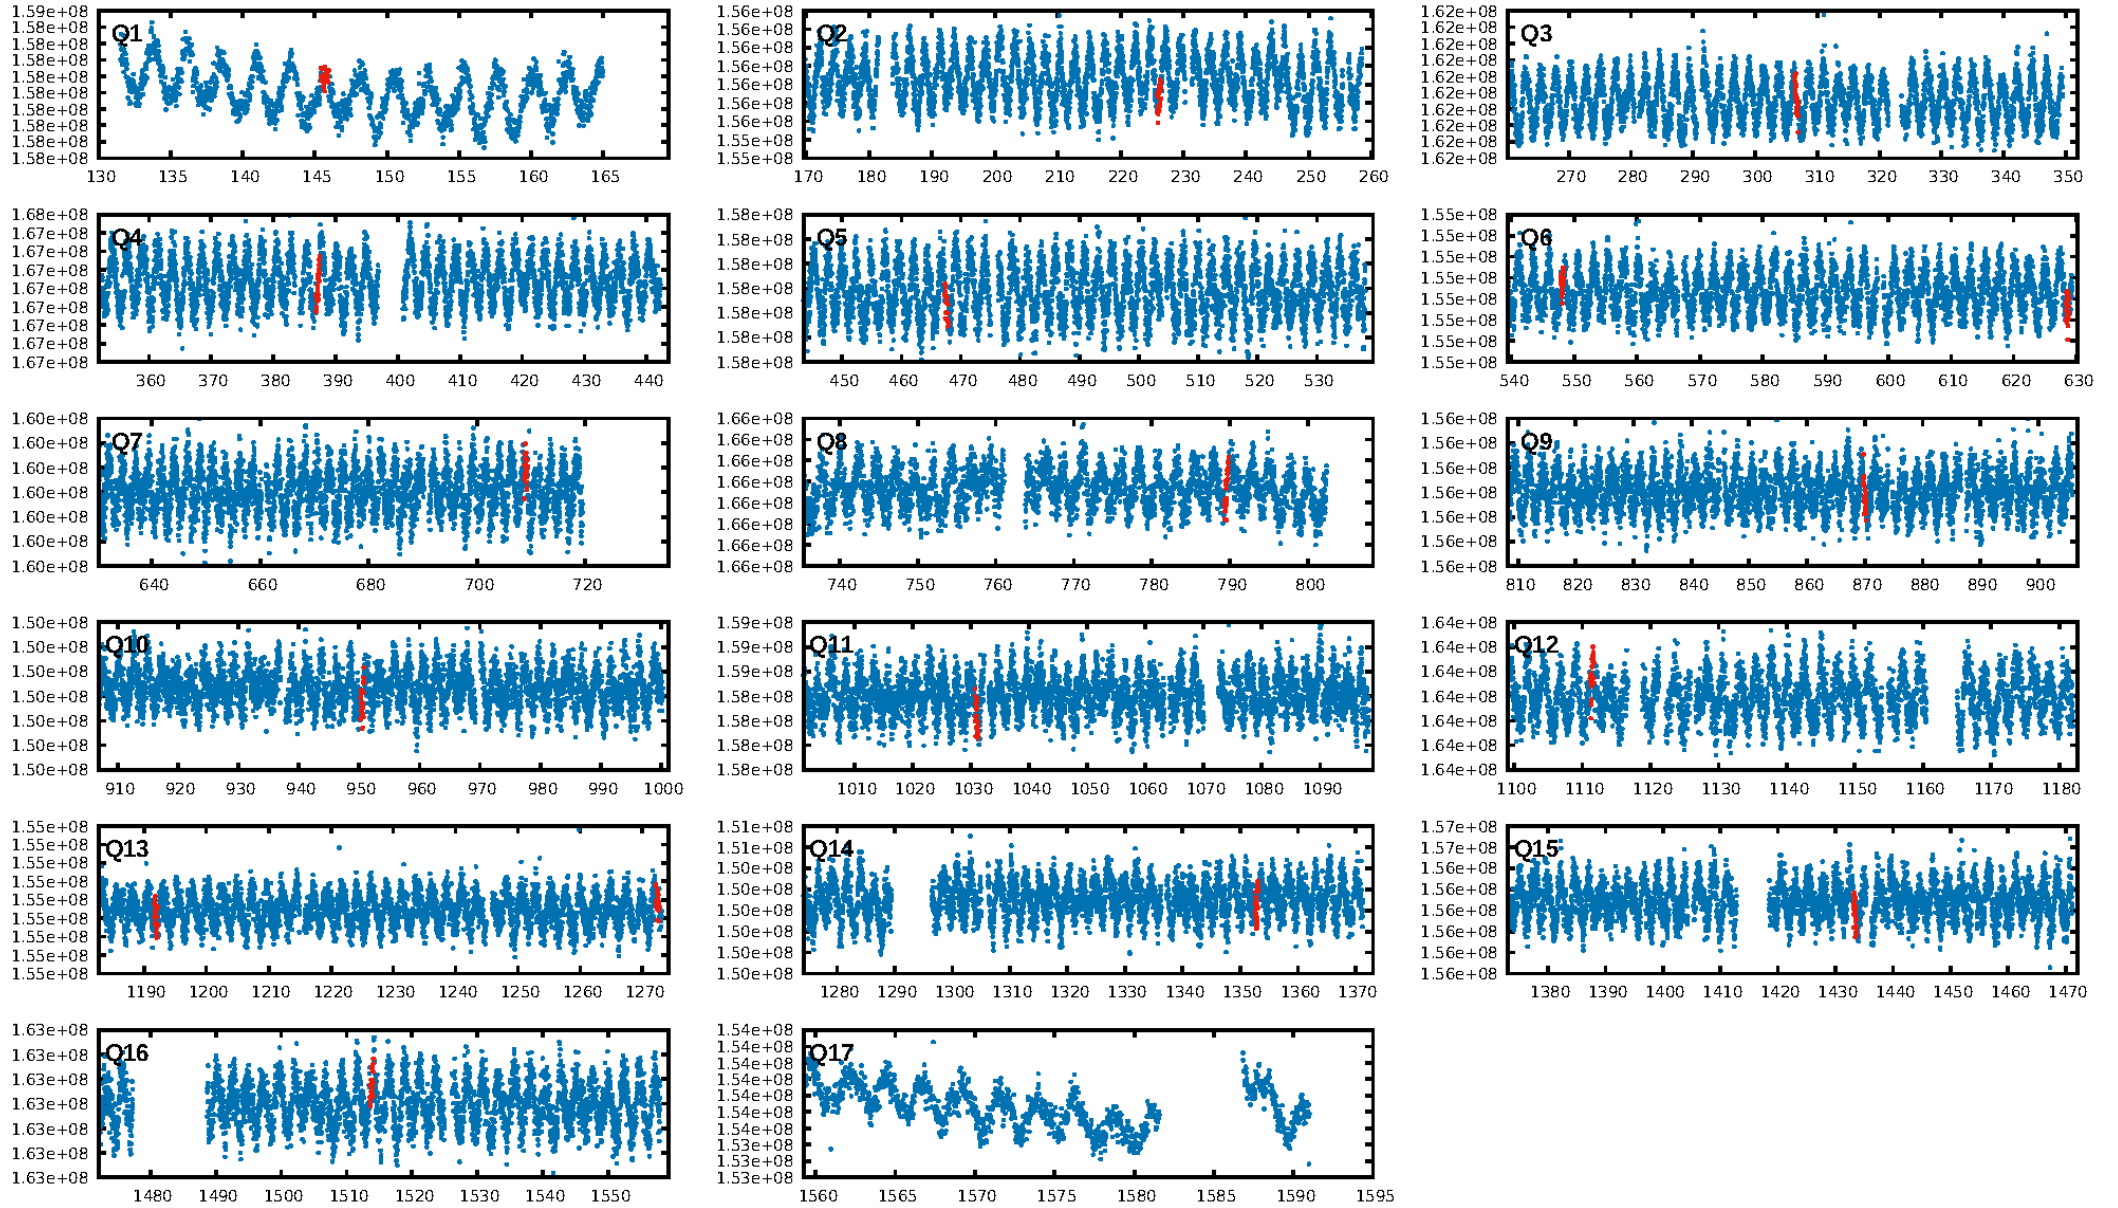 1.59e+08 1.58e+08 1.58e+08 1.58e+08 1.58e+08 1.58e+08 1.58e+08 1.58e+08 1.58e+08 1.58e+08
Q1
130 135 140 145 150 155 160 165
1.56e+08 1.56e+08 1.56e+08 1.56e+08 1.56e+08 1.56e+08 1.56e+08 1.55e+08
Q2
170 180 190 200 210 220 230 240 250 260
1.62e+08 1.62e+08 1.62e+08 1.62e+08 1.62e+08 1.62e+08 1.62e+08 1.62e+08 1.62e+08 1.62e+08
Q3
270 280 290 300 310 320 330 340 350
1.68e+08 1.67e+08 1.67e+08 1.67e+08 1.67e+08 1.67e+08 1.67e+08 1.67e+08 1.67e+08
Q4
360 370 380 390 400 410 420 430 440
1.58e+08 1.58e+08 1.58e+08 1.58e+08 1.58e+08 1.58e+08 1.58e+08
Q5
450 460 470 480 490 500 510 520 530
1.55e+08 1.55e+08 1.55e+08 1.55e+08 1.55e+08 1.55e+08 1.55e+08 1.55e+08
Q6
540 550 560 570 580 590 600 610 620 630
1.60e+08 1.60e+08 1.60e+08 1.60e+08 1.60e+08 1.60e+08 1.60e+08
Q7
640 660 680 700 720
1.66e+08 1.66e+08 1.66e+08 1.66e+08 1.66e+08 1.66e+08 1.66e+08 1.66e+08
Q8
740 750 760 770 780 790 800
1.56e+08 1.56e+08 1.56e+08 1.56e+08 1.56e+08 1.56e+08 1.56e+08
Q9
810 820 830 840 850 860 870 880 890 900
1.50e+08 1.50e+08 1.50e+08 1.50e+08 1.50e+08 1.50e+08 1.50e+08
Q10
910 920 930 940 950 960 970 980 990 1000
1.59e+08 1.59e+08 1.59e+08 1.58e+08 1.58e+08 1.58e+08 1.58e+08
Q11
1010 1020 1030 1040 1050 1060 1070 1080 1090
1.64e+08 1.64e+08 1.64e+08 1.64e+08 1.64e+08 1.64e+08 1.64e+08
Q12
1100 1110 1120 1130 1140 1150 1160 1170 1180
1.55e+08 1.55e+08 1.55e+08 1.55e+08 1.55e+08 1.55e+08 1.55e+08 1.55e+08 1.55e+08
Q13
1190 1200 1210 1220 1230 1240 1250 1260 1270
1.51e+08 1.51e+08 1.50e+08 1.50e+08 1.50e+08 1.50e+08 1.50e+08 1.50e+08
Q14
1280 1290 1300 1310 1320 1330 1340 1350 1360 1370
1.57e+08 1.57e+08 1.56e+08 1.56e+08 1.56e+08 1.56e+08 1.56e+08 1.56e+08
Q15
1380 1390 1400 1410 1420 1430 1440 1450 1460 1470
1.63e+08 1.63e+08 1.63e+08 1.63e+08 1.63e+08 1.63e+08 1.63e+08
Q16
1480 1490 1500 1510 1520 1530 1540 1550
1.54e+08 1.54e+08 1.54e+08 1.54e+08 1.54e+08 1.54e+08 1.54e+08 1.53e+08 1.53e+08 1.53e+08
Q17
1560 1565 1570 1575 1580 1585 1590 1595